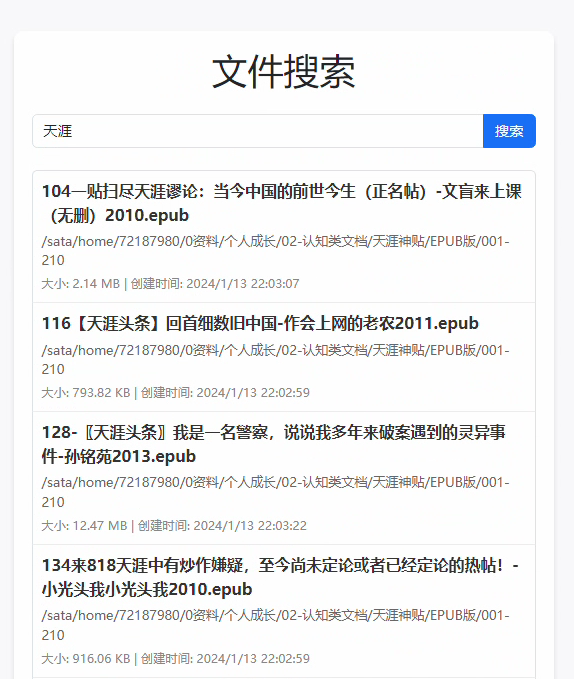 文件搜索
天涯
搜索
104一贴扫尽天涯谬论：当今中国的前世今生（正名帖）-文盲来上课
（无删）2010.epub
/sata/home/72187980/0资料/个人成长/02-认知类文档/天涯神贴/EPUB版/001-
210
大小: 2.14 MB | 创建时间: 2024/1/13 22:03:07
116【天涯头条】回首细数旧中国-作会上网的老农2011.epub
/sata/home/72187980/0资料/个人成长/02-认知类文档/天涯神贴/EPUB版/001-
210
大小: 793.82 KB | 创建时间: 2024/1/13 22:02:59
128-〖天涯头条〗我是一名警察，说说我多年来破案遇到的灵异事
件-孙铭苑2013.epub
/sata/home/72187980/0资料/个人成长/02-认知类文档/天涯神贴/EPUB版/001-
210
大小: 12.47 MB | 创建时间: 2024/1/13 22:03:22
134来818天涯中有炒作嫌疑，至今尚未定论或者已经定论的热帖！-
小光头我小光头我2010.epub
/sata/home/72187980/0资料/个人成长/02-认知类文档/天涯神贴/EPUB版/001-
210
大小: 916.06 KB | 创建时间: 2024/1/13 22:02:59